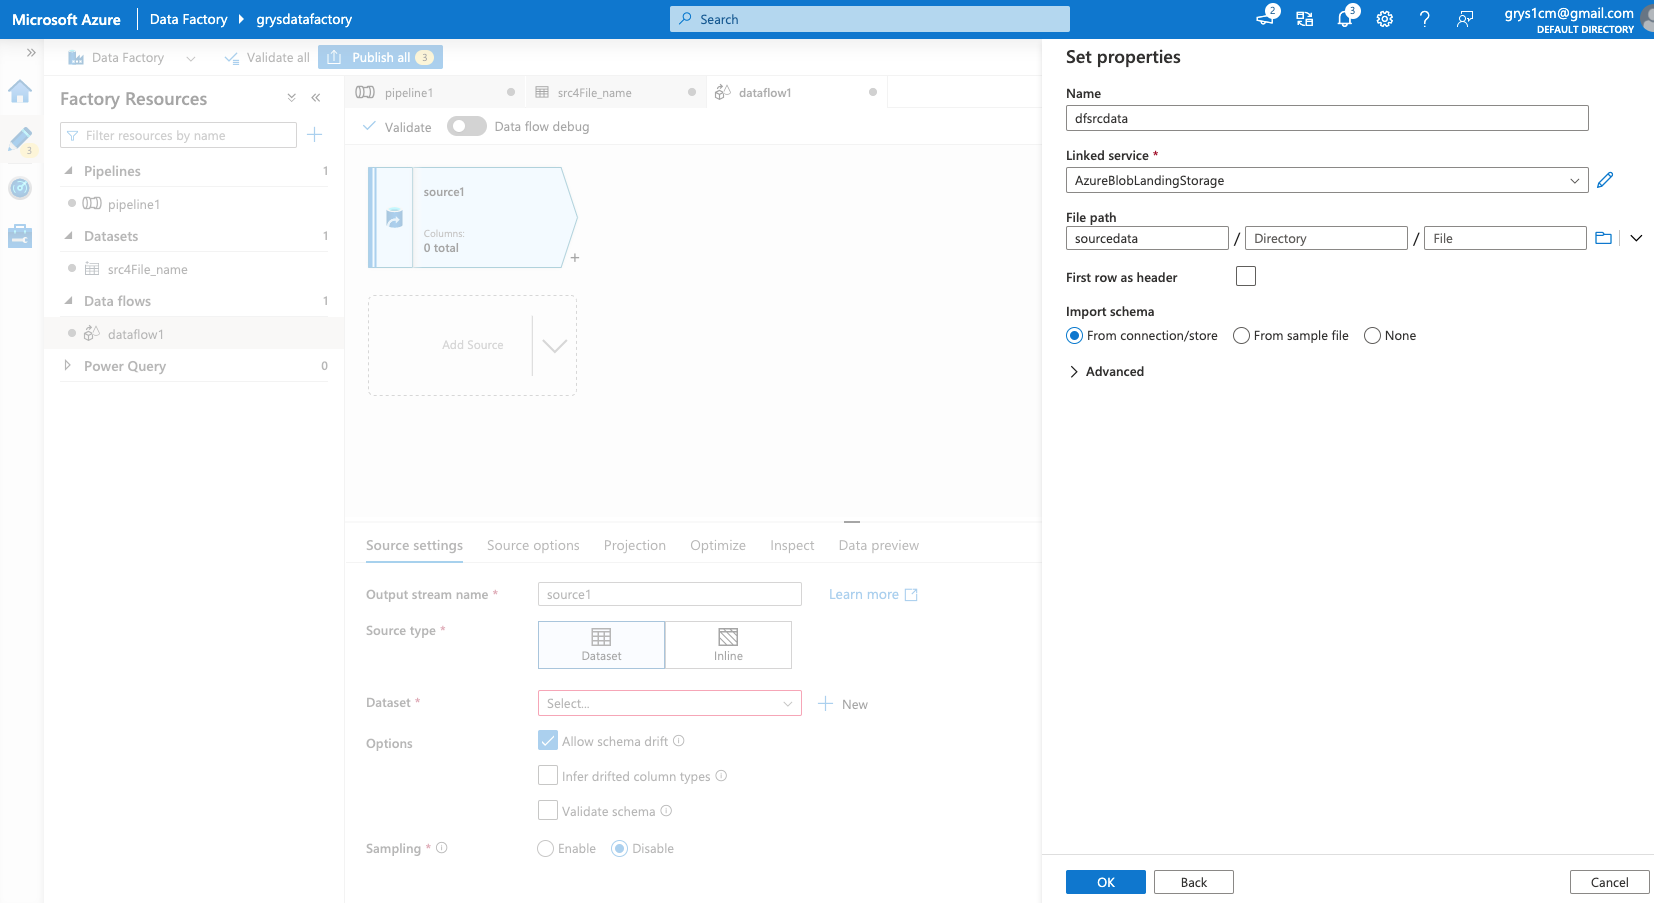 Microsoft Azure
Data Factory
grysdatafactory
Search
2
3
grys1cm@gmail.com
DEFAULT DIRECTORY
Data Factory
Validate all
Publish all
3
3
Factory Resources
Filter resources by name
Pipelines
1
pipeline1
Datasets
1
src4File_name
Data flows
1
dataflow1
Power Query
0
pipeline1
src4File_name
dataflow1
Validate
Data flow debug
source1
Columns:
0 total
+
Add Source
Source settings
Source options
Projection
Optimize
Inspect
Data preview
Output stream name *
source1
Learn more
Source type *
Dataset
Inline
Dataset *
Select...
New
Options
Allow schema drift
Infer drifted column types
Validate schema
Sampling *
Enable
Disable
Set properties
Name
dfsrcdata
Linked service *
AzureBlobLandingStorage
File path
sourcedata / Directory / File
First row as header
Import schema
From connection/store
From sample file
None
Advanced
OK
Back
Cancel